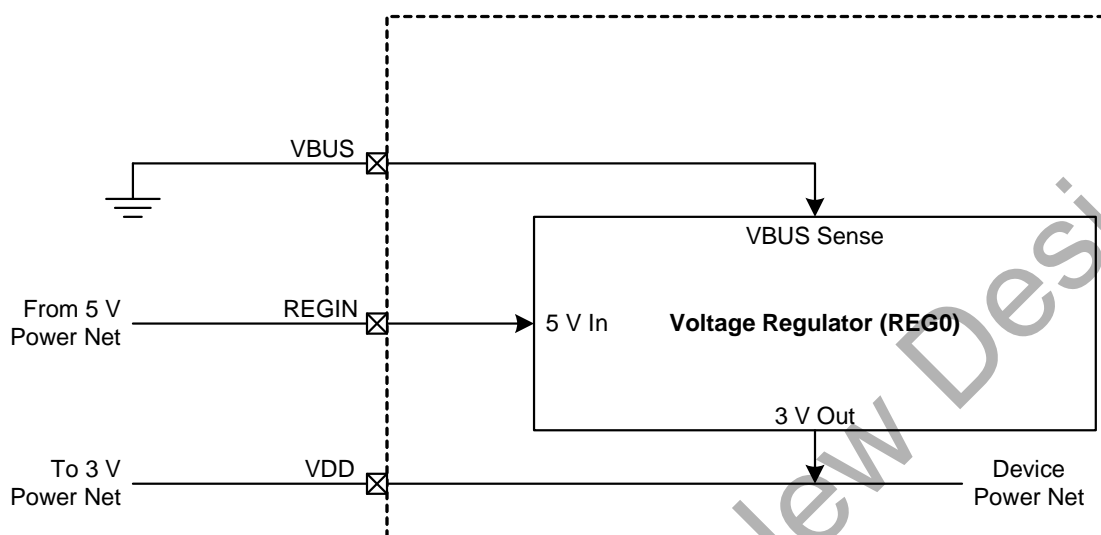 VBUS
VBUS Sense
From 5 V
Power Net
REGIN
5 V In
Voltage Regulator (REG0)
3 V Out
To 3 V
Power Net
VDD
Device
Power Net